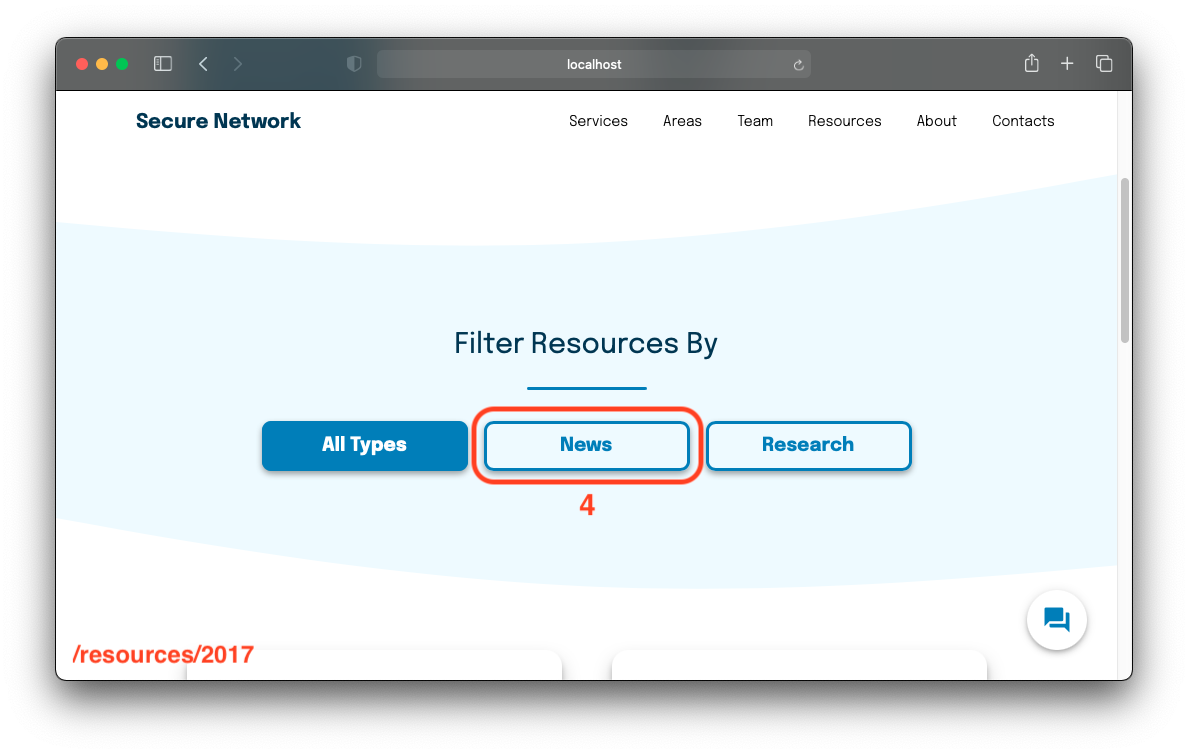 localhost
Secure Network
Services Areas Team Resources About Contacts
Filter Resources By
All Types News Research
4
/resources/2017